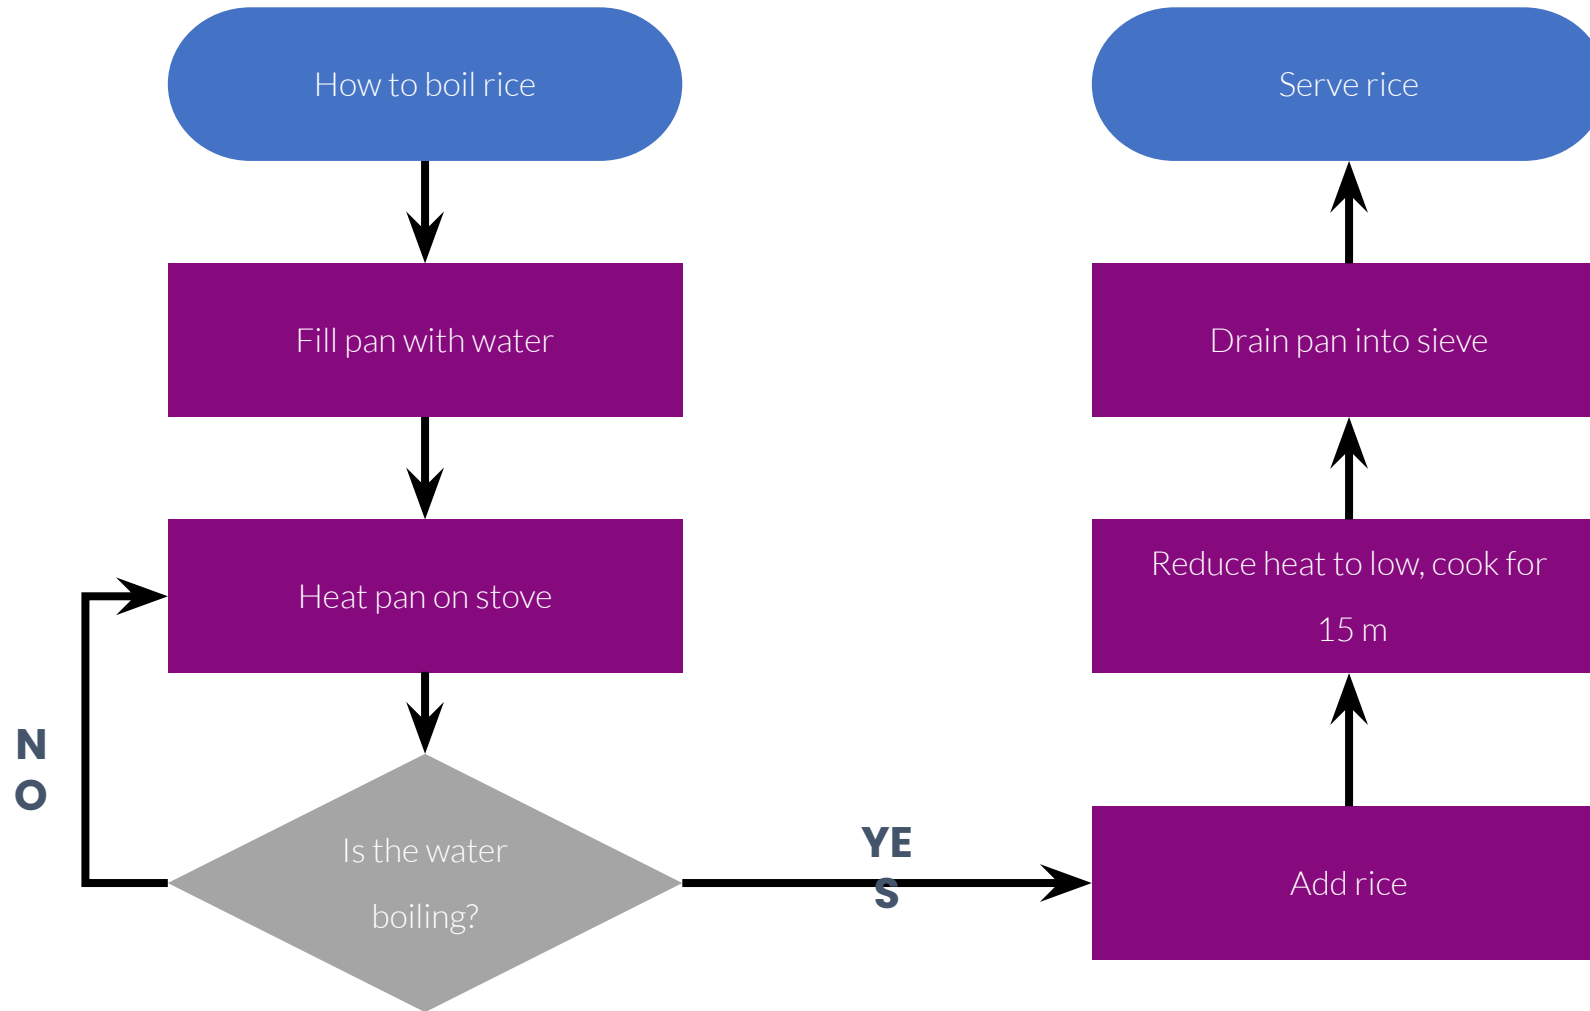 How to boil rice
Fill pan with water
Heat pan on stove
N
O
Is the water
boiling?
YE
S
Add rice
Reduce heat to low, cook for
15 m
Drain pan into sieve
Serve rice